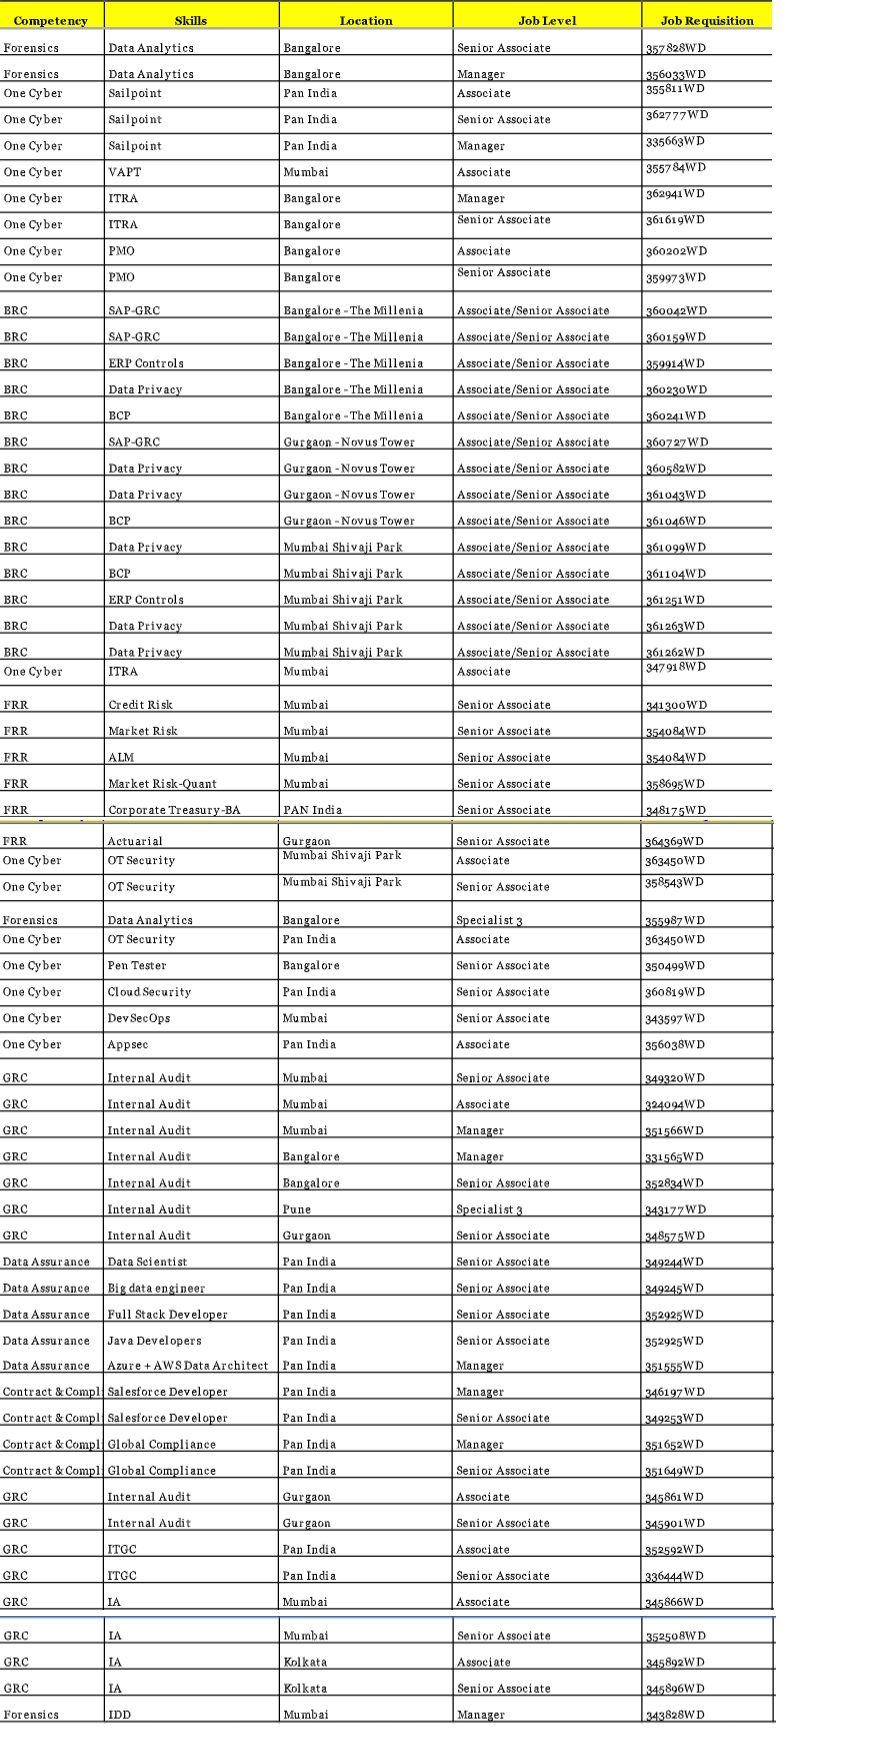 Competency Skills Location Job Level Job Requisition
Forensics Data Analytics Bangalore Senior Associate 357828WD
Forensics Data Analytics Bangalore Manager 356033WD
One Cyber Sailpoint Pan India Associate 355811WD
One Cyber Sailpoint Pan India Senior Associate 362777WD
One Cyber Sailpoint Pan India Manager 335663WD
One Cyber VAPT Mumbai Associate 355784WD
One Cyber ITRA Bangalore Manager 362941WD
One Cyber ITRA Bangalore Senior Associate 361619WD
One Cyber PMO Bangalore Associate 360202WD
One Cyber PMO Bangalore Senior Associate 359973WD
BRC SAP-GRC Bangalore - The Millenia Associate/Senior Associate 360042WD
BRC SAP-GRC Bangalore - The Millenia Associate/Senior Associate 360159WD
BRC ERP Controls Bangalore - The Millenia Associate/Senior Associate 359914WD
BRC Data Privacy Bangalore - The Millenia Associate/Senior Associate 360230WD
BRC BCP Bangalore - The Millenia Associate/Senior Associate 360241WD
BRC SAP-GRC Gurgaon - Novus Tower Associate/Senior Associate 360727WD
BRC Data Privacy Gurgaon - Novus Tower Associate/Senior Associate 360582WD
BRC Data Privacy Gurgaon - Novus Tower Associate/Senior Associate 361043WD
BRC BCP Gurgaon - Novus Tower Associate/Senior Associate 361046WD
BRC Data Privacy Mumbai Shivaji Park Associate/Senior Associate 361099WD
BRC BCP Mumbai Shivaji Park Associate/Senior Associate 361104WD
BRC ERP Controls Mumbai Shivaji Park Associate/Senior Associate 361251WD
BRC Data Privacy Mumbai Shivaji Park Associate/Senior Associate 361263WD
BRC Data Privacy Mumbai Shivaji Park Associate/Senior Associate 361262WD
One Cyber ITRA Mumbai Associate 347918WD
FRR Credit Risk Mumbai Senior Associate 341300WD
FRR Market Risk Mumbai Senior Associate 354084WD
FRR ALM Mumbai Senior Associate 354084WD
FRR Market Risk-Quant Mumbai Senior Associate 358695WD
FRR Corporate Treasury-BA PAN India Senior Associate 348175WD
FRR Actuarial Gurgaon Senior Associate 364369WD
One Cyber OT Security Mumbai Shivaji Park Associate 363450WD
One Cyber OT Security Mumbai Shivaji Park Senior Associate 358543WD
Forensics Data Analytics Bangalore Specialist 3 355987WD
One Cyber OT Security Pan India Associate 363450WD
One Cyber Pen Tester Bangalore Senior Associate 350499WD
One Cyber Cloud Security Pan India Senior Associate 360819WD
One Cyber DevSecOps Mumbai Senior Associate 343597WD
One Cyber Appsec Pan India Associate 356038WD
GRC Internal Audit Mumbai Senior Associate 349320WD
GRC Internal Audit Mumbai Associate 324094WD
GRC Internal Audit Mumbai Manager 351566WD
GRC Internal Audit Bangalore Manager 331565WD
GRC Internal Audit Bangalore Senior Associate 352834WD
GRC Internal Audit Pune Specialist 3 343177WD
GRC Internal Audit Gurgaon Senior Associate 348575WD
Data Assurance Data Scientist Pan India Senior Associate 349244WD
Data Assurance Big data engineer Pan India Senior Associate 349245WD
Data Assurance Full Stack Developer Pan India Senior Associate 352925WD
Data Assurance Java Developers Pan India Senior Associate 352925WD
Data Assurance Azure + AWS Data Architect Pan India Manager 351555WD
Contract & Compl Salesforce Developer Pan India Manager 346197WD
Contract & Compl Salesforce Developer Pan India Senior Associate 349253WD
Contract & Compl Global Compliance Pan India Manager 351652WD
Contract & Compl Global Compliance Pan India Senior Associate 351649WD
GRC Internal Audit Gurgaon Associate 345861WD
GRC Internal Audit Gurgaon Senior Associate 345901WD
GRC ITGC Pan India Associate 352592WD
GRC ITGC Pan India Senior Associate 336444WD
GRC IA Mumbai Associate 345866WD
GRC IA Mumbai Senior Associate 352508WD
GRC IA Kolkata Associate 345892WD
GRC IA Kolkata Senior Associate 345896WD
Forensics IDD Mumbai Manager 343828WD